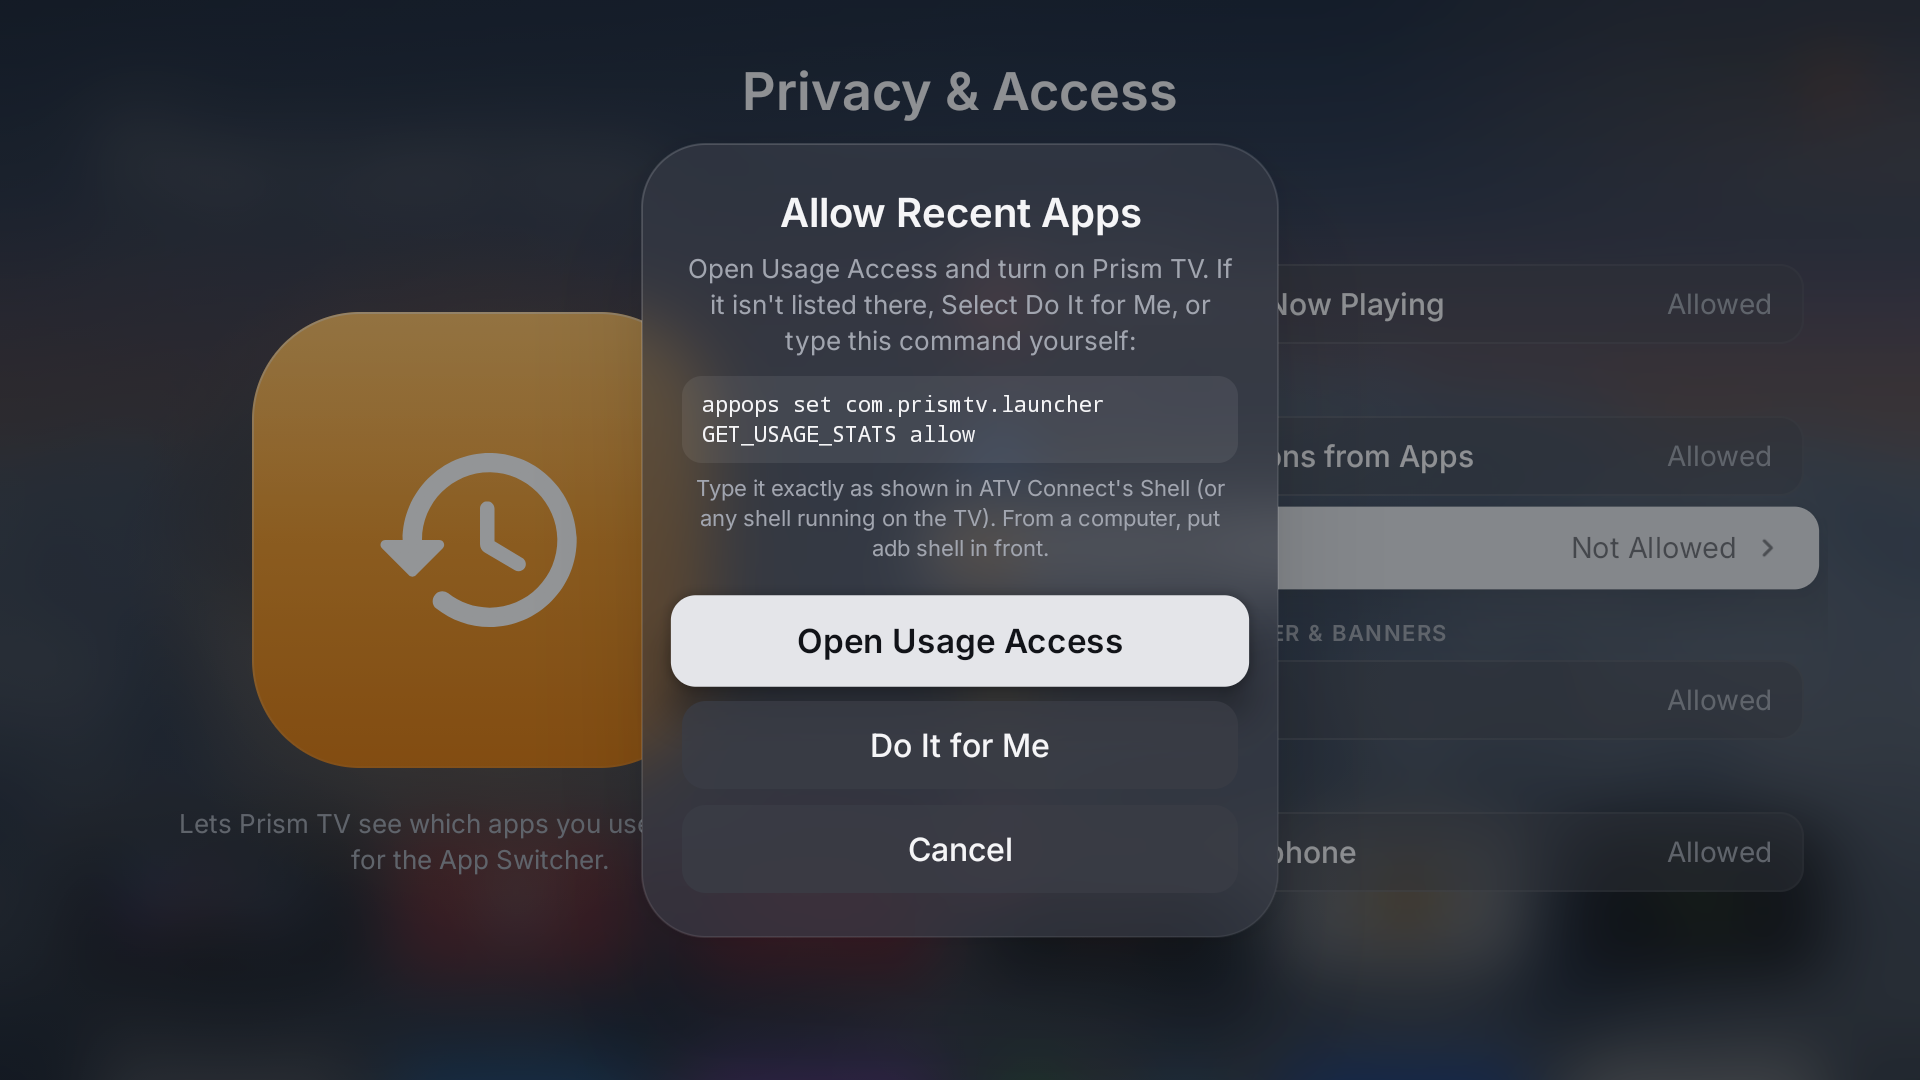 Privacy & Access
Allow Recent Apps
Open Usage Access and turn on Prism TV. If
it isn't listed there, Select Do It for Me, or
type this command yourself:
appops set com.prismtv.launcher
GET_USAGE_STATS allow
Type it exactly as shown in ATV Connect's Shell (or
any shell running on the TV). From a computer, put
adb shell in front.
Open Usage Access
Do It for Me
Cancel
Lets Prism TV see which apps you use
for the App Switcher.
Now Playing Allowed
from Apps Allowed
Not Allowed
& BANNERS
Allowed
Allowed